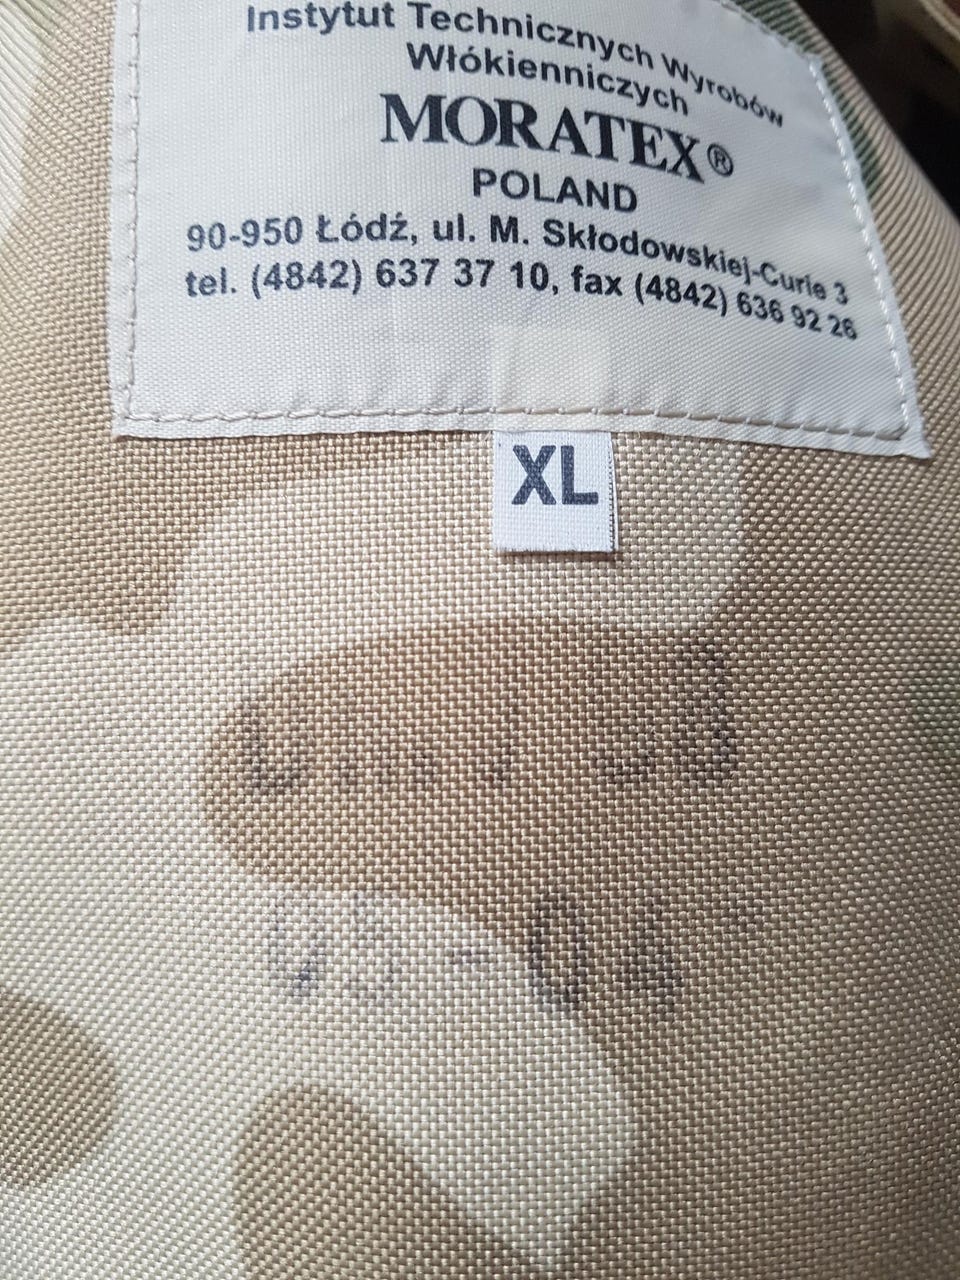 Instytut Technicznych Wyrobów
Włókienniczych
MORATEX®
POLAND
90-950 Łódź, ul. M. Skłodowskiej-Curie 3
tel. (4842) 637 37 10, fax (4842) 636 92 26
XL